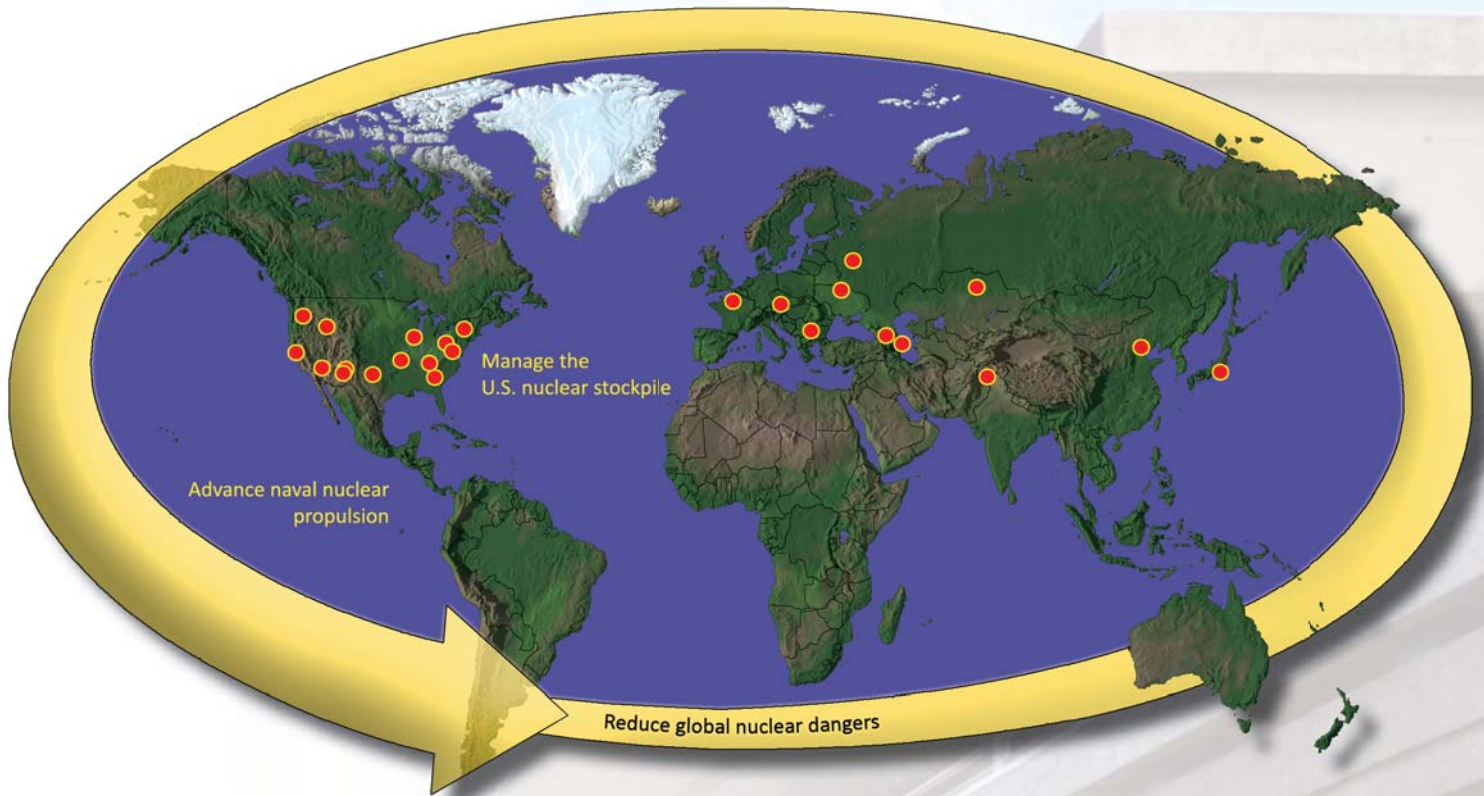 Manage the
U.S. nuclear stockpile
Advance naval nuclear
propulsion
Reduce global nuclear dangers